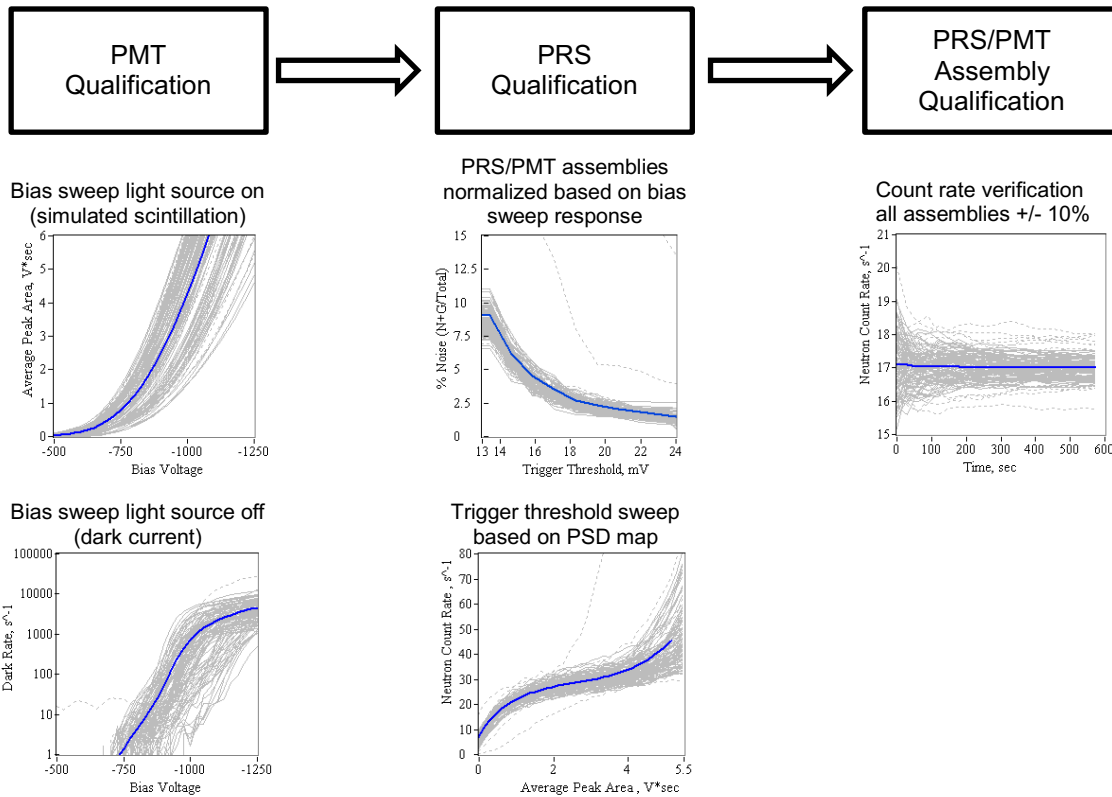 PMT
Qualification
PRS
Qualification
PRS/PMT
Assembly
Qualification
Bias sweep light source on
(simulated scintillation)
Average Peak Area, V*sec
6
5
4
3
2
1
0
-500
-750
-1000
-1250
Bias Voltage
PRS/PMT assemblies
normalized based on bias
sweep response
% Noise (N+G/Total)
15
12.5
10
7.5
5
2.5
0
13 14 16 18 20 22 24
Trigger Threshold, mV
Count rate verification
all assemblies +/- 10%
Neutron Count Rate, s^-1
21
20
19
18
17
16
15
0 100 200 300 400 500 600
Time, sec
Bias sweep light source off
(dark current)
Dark Rate, s^-1
100000
10000
1000
100
10
1
-500
-750
-1000
-1250
Bias Voltage
Trigger threshold sweep
based on PSD map
Neutron Count Rate , s^-1
80
70
60
50
40
30
20
10
0
0 2 4 5.5
Average Peak Area , V*sec